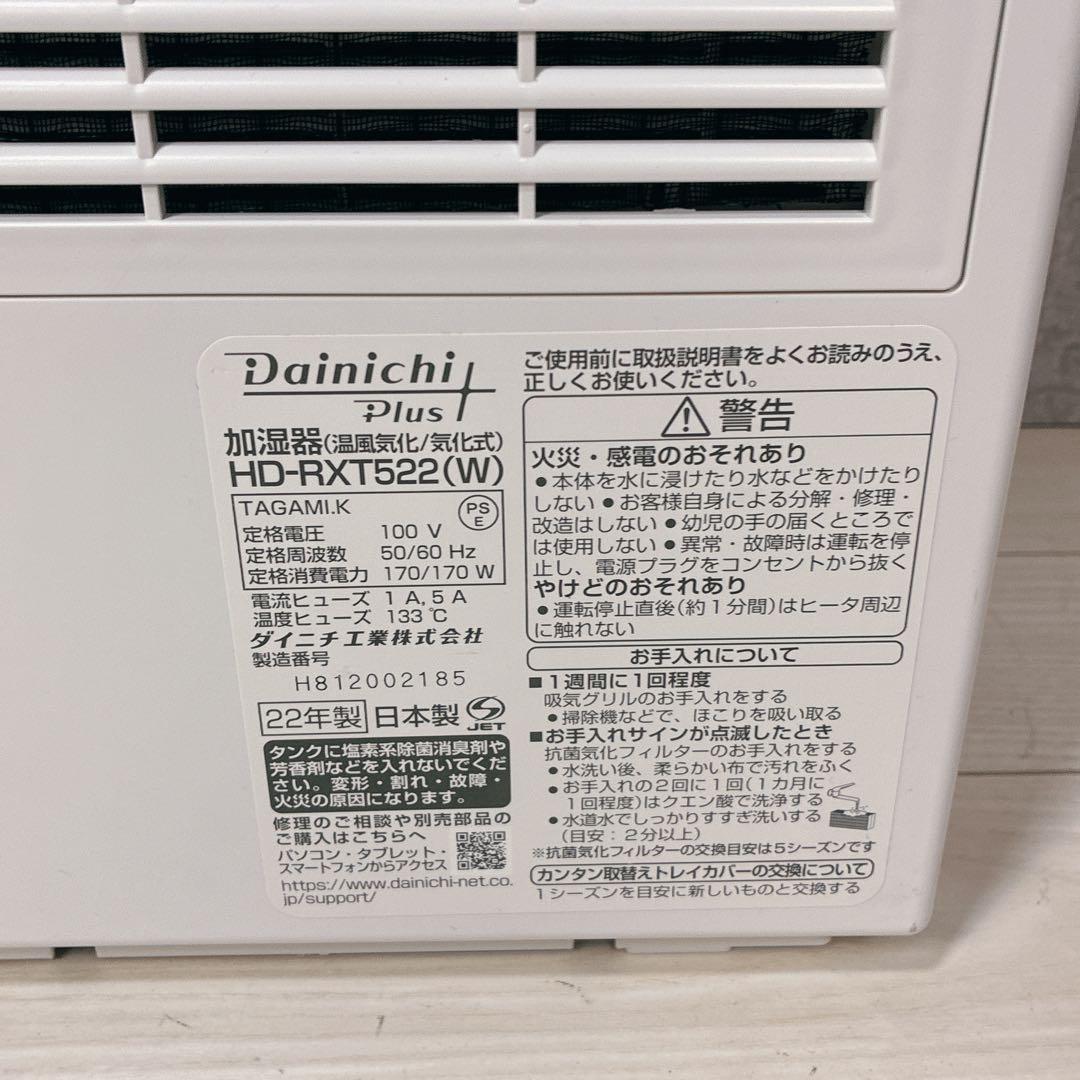 Dainichi
Plus
加湿器(温風気化/気化式)
HD-RXT522(W)
TAGAMI.K
PS
E
定格電圧 100 V
定格周波数 50/60 Hz
定格消費電力 170/170 W
電流ヒューズ 1 A, 5 A
温度ヒューズ 133 ℃
ダイニチ工業株式会社
製造番号
H812002185
22年製 日本製 JET
タンクに塩素系除菌消臭剤や
芳香剤などを入れないでくだ
さい。変形・割れ・故障・
火災の原因になります。
修理のご相談や別売部品の
ご購入はこちらへ
パソコン・タブレット・
スマートフォンからアクセス
https://www.dainichi-net.co.
jp/support/
ご使用前に取扱説明書をよくお読みのうえ、
正しくお使いください。
警告
火災・感電のおそれあり
●本体を水に浸けたり水などをかけたり
しない ●お客様自身による分解・修理・
改造はしない ●幼児の手の届くところで
は使用しない ●異常・故障時は運転を停
止し、電源プラグをコンセントから抜く
やけどのおそれあり
●運転停止直後(約1分間)はヒータ周辺
に触れない
お手入れについて
■1週間に1回程度
吸気グリルのお手入れをする
●掃除機などで、ほこりを吸い取る
■お手入れサインが点滅したとき
抗菌気化フィルターのお手入れをする
●水洗い後、柔らかい布で汚れをふく
●お手入れの2回に1回(1カ月に
1回程度)はクエン酸で洗浄する
●水道水でしっかりすすぎ洗いする
(目安:2分以上)
※抗菌気化フィルターの交換目安は5シーズンです
カンタン取替えトレイカバーの交換について
1シーズンを目安に新しいものと交換する